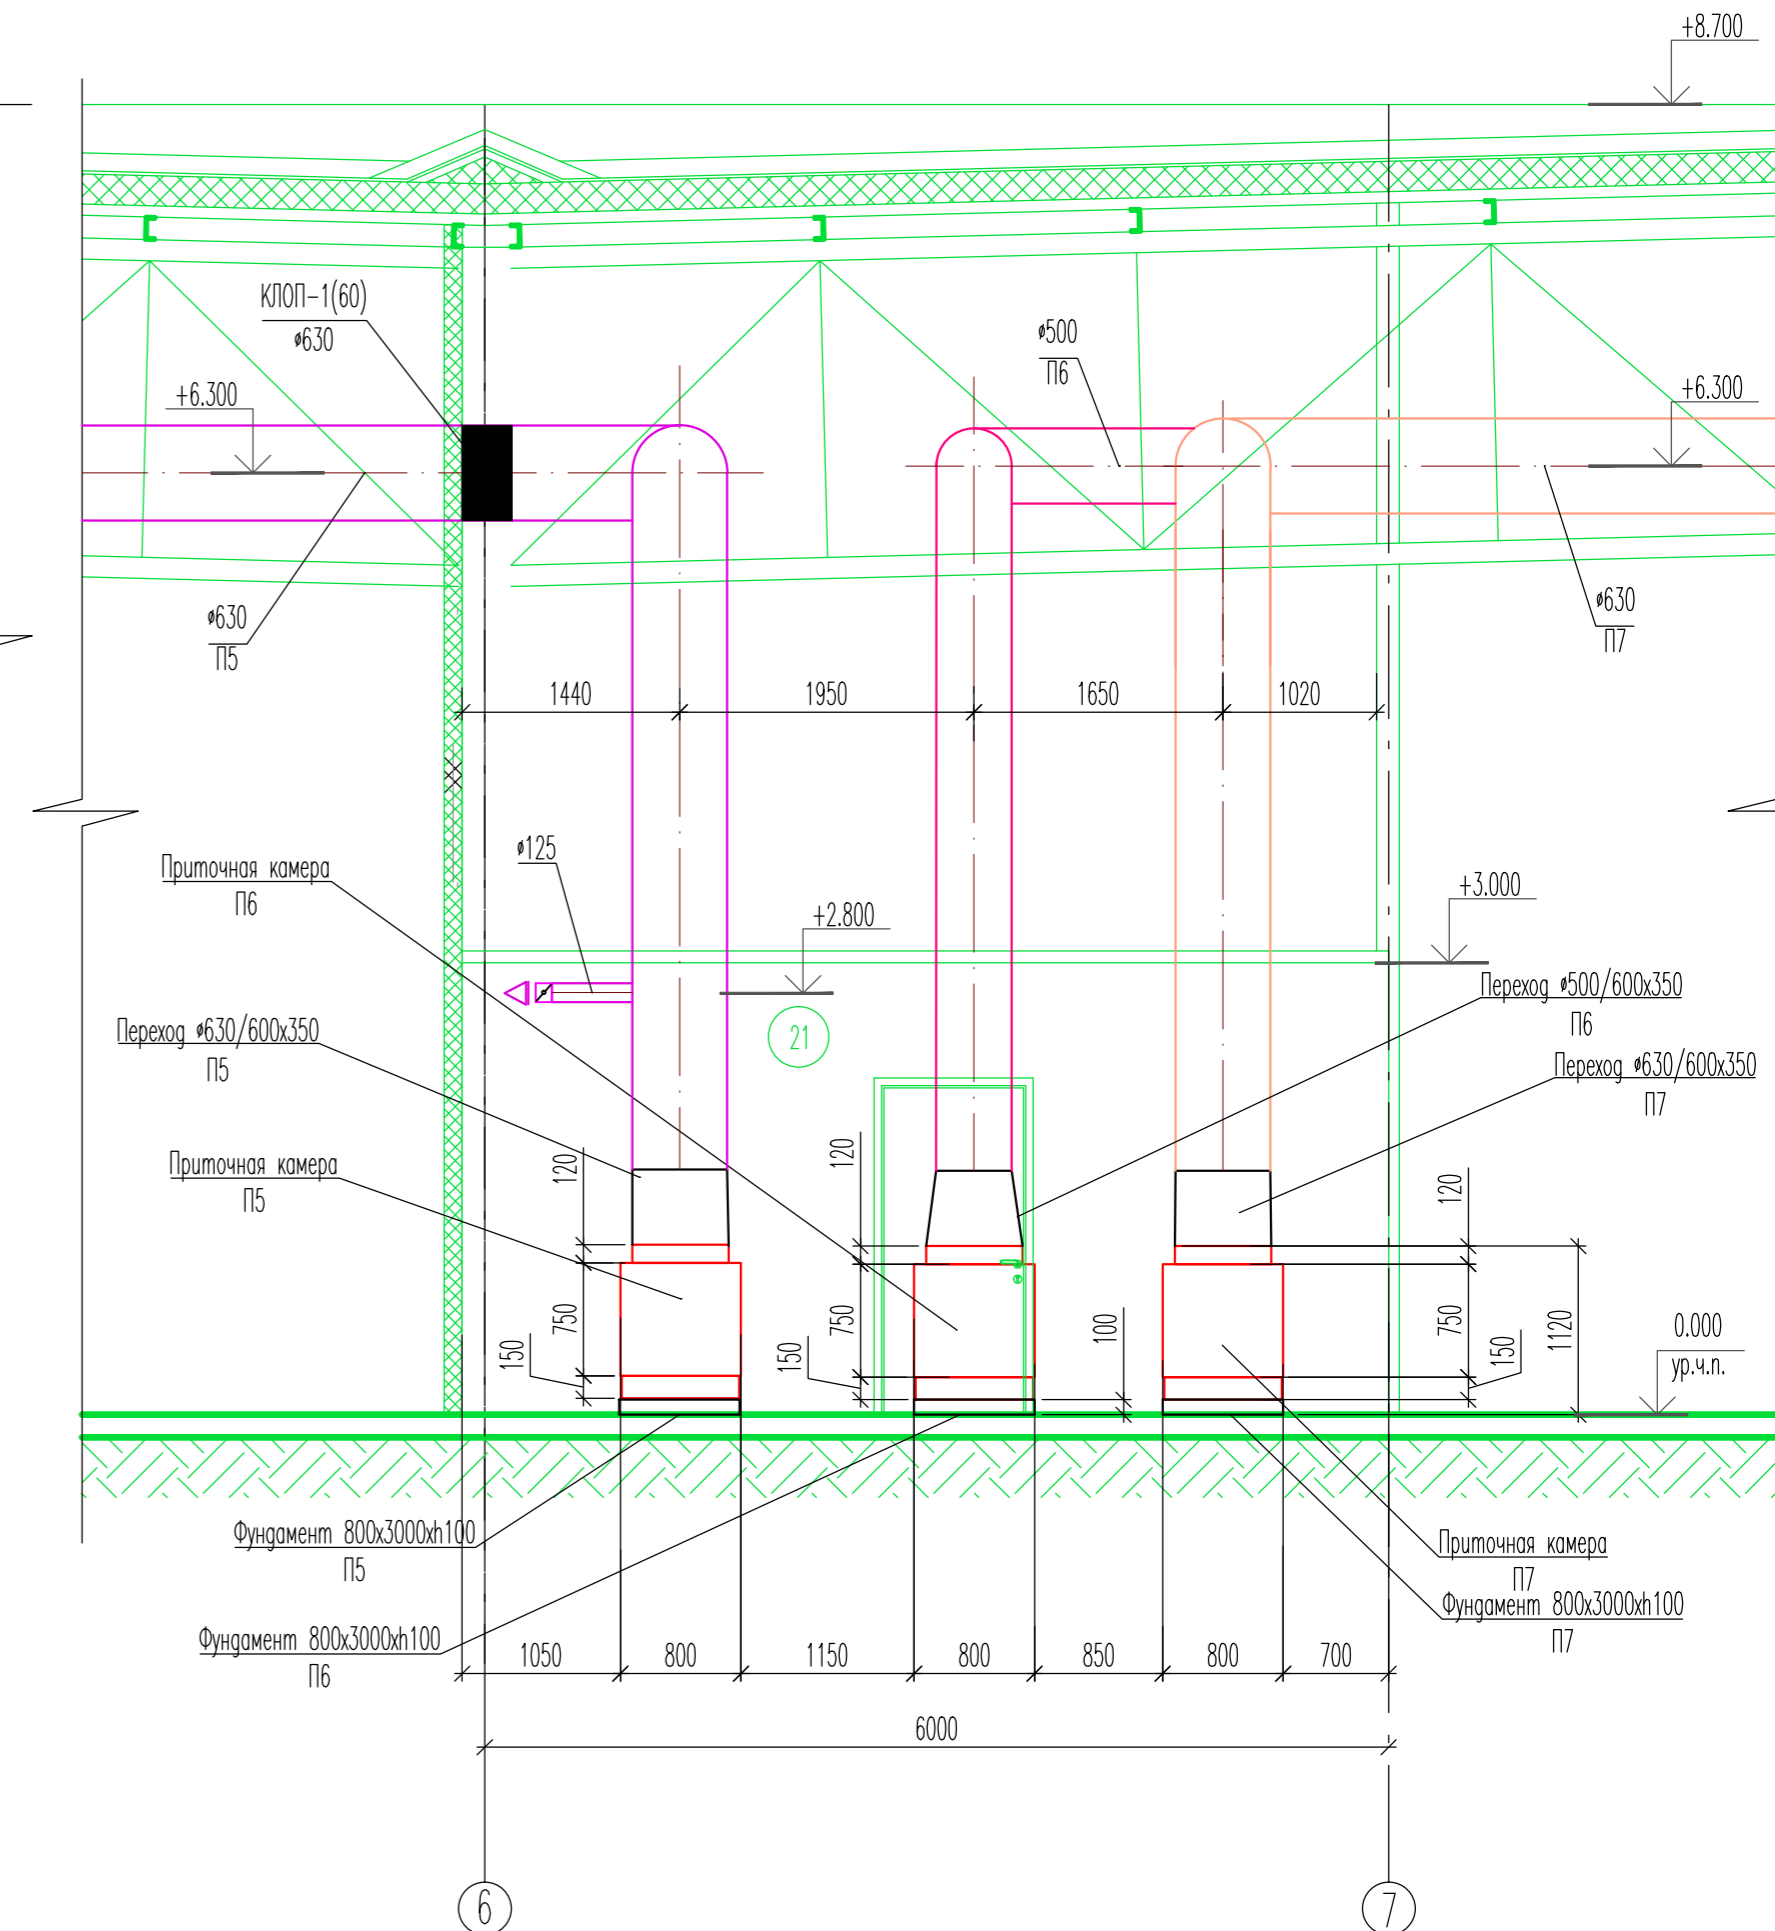 +8.700
КЛОП-1(60)
ø630
+6.300
ø500
П6
+6.300
ø630
П5
ø630
П7
1440
1950
1650
1020
ø125
Приточная камера
П6
+2.800
+3.000
Переход ø500/600х350
П6
Переход ø630/600х350
П5
21
Переход ø630/600х350
П7
Приточная камера
П5
120
120
120
750
150
750
150
100
750
150
1120
0.000
ур.ч.п.
Фундамент 800х3000хh100
П5
Приточная камера
П7
Фундамент 800х3000хh100
П7
Фундамент 800х3000хh100
П6
1050
800
1150
800
850
800
700
6000
6
7